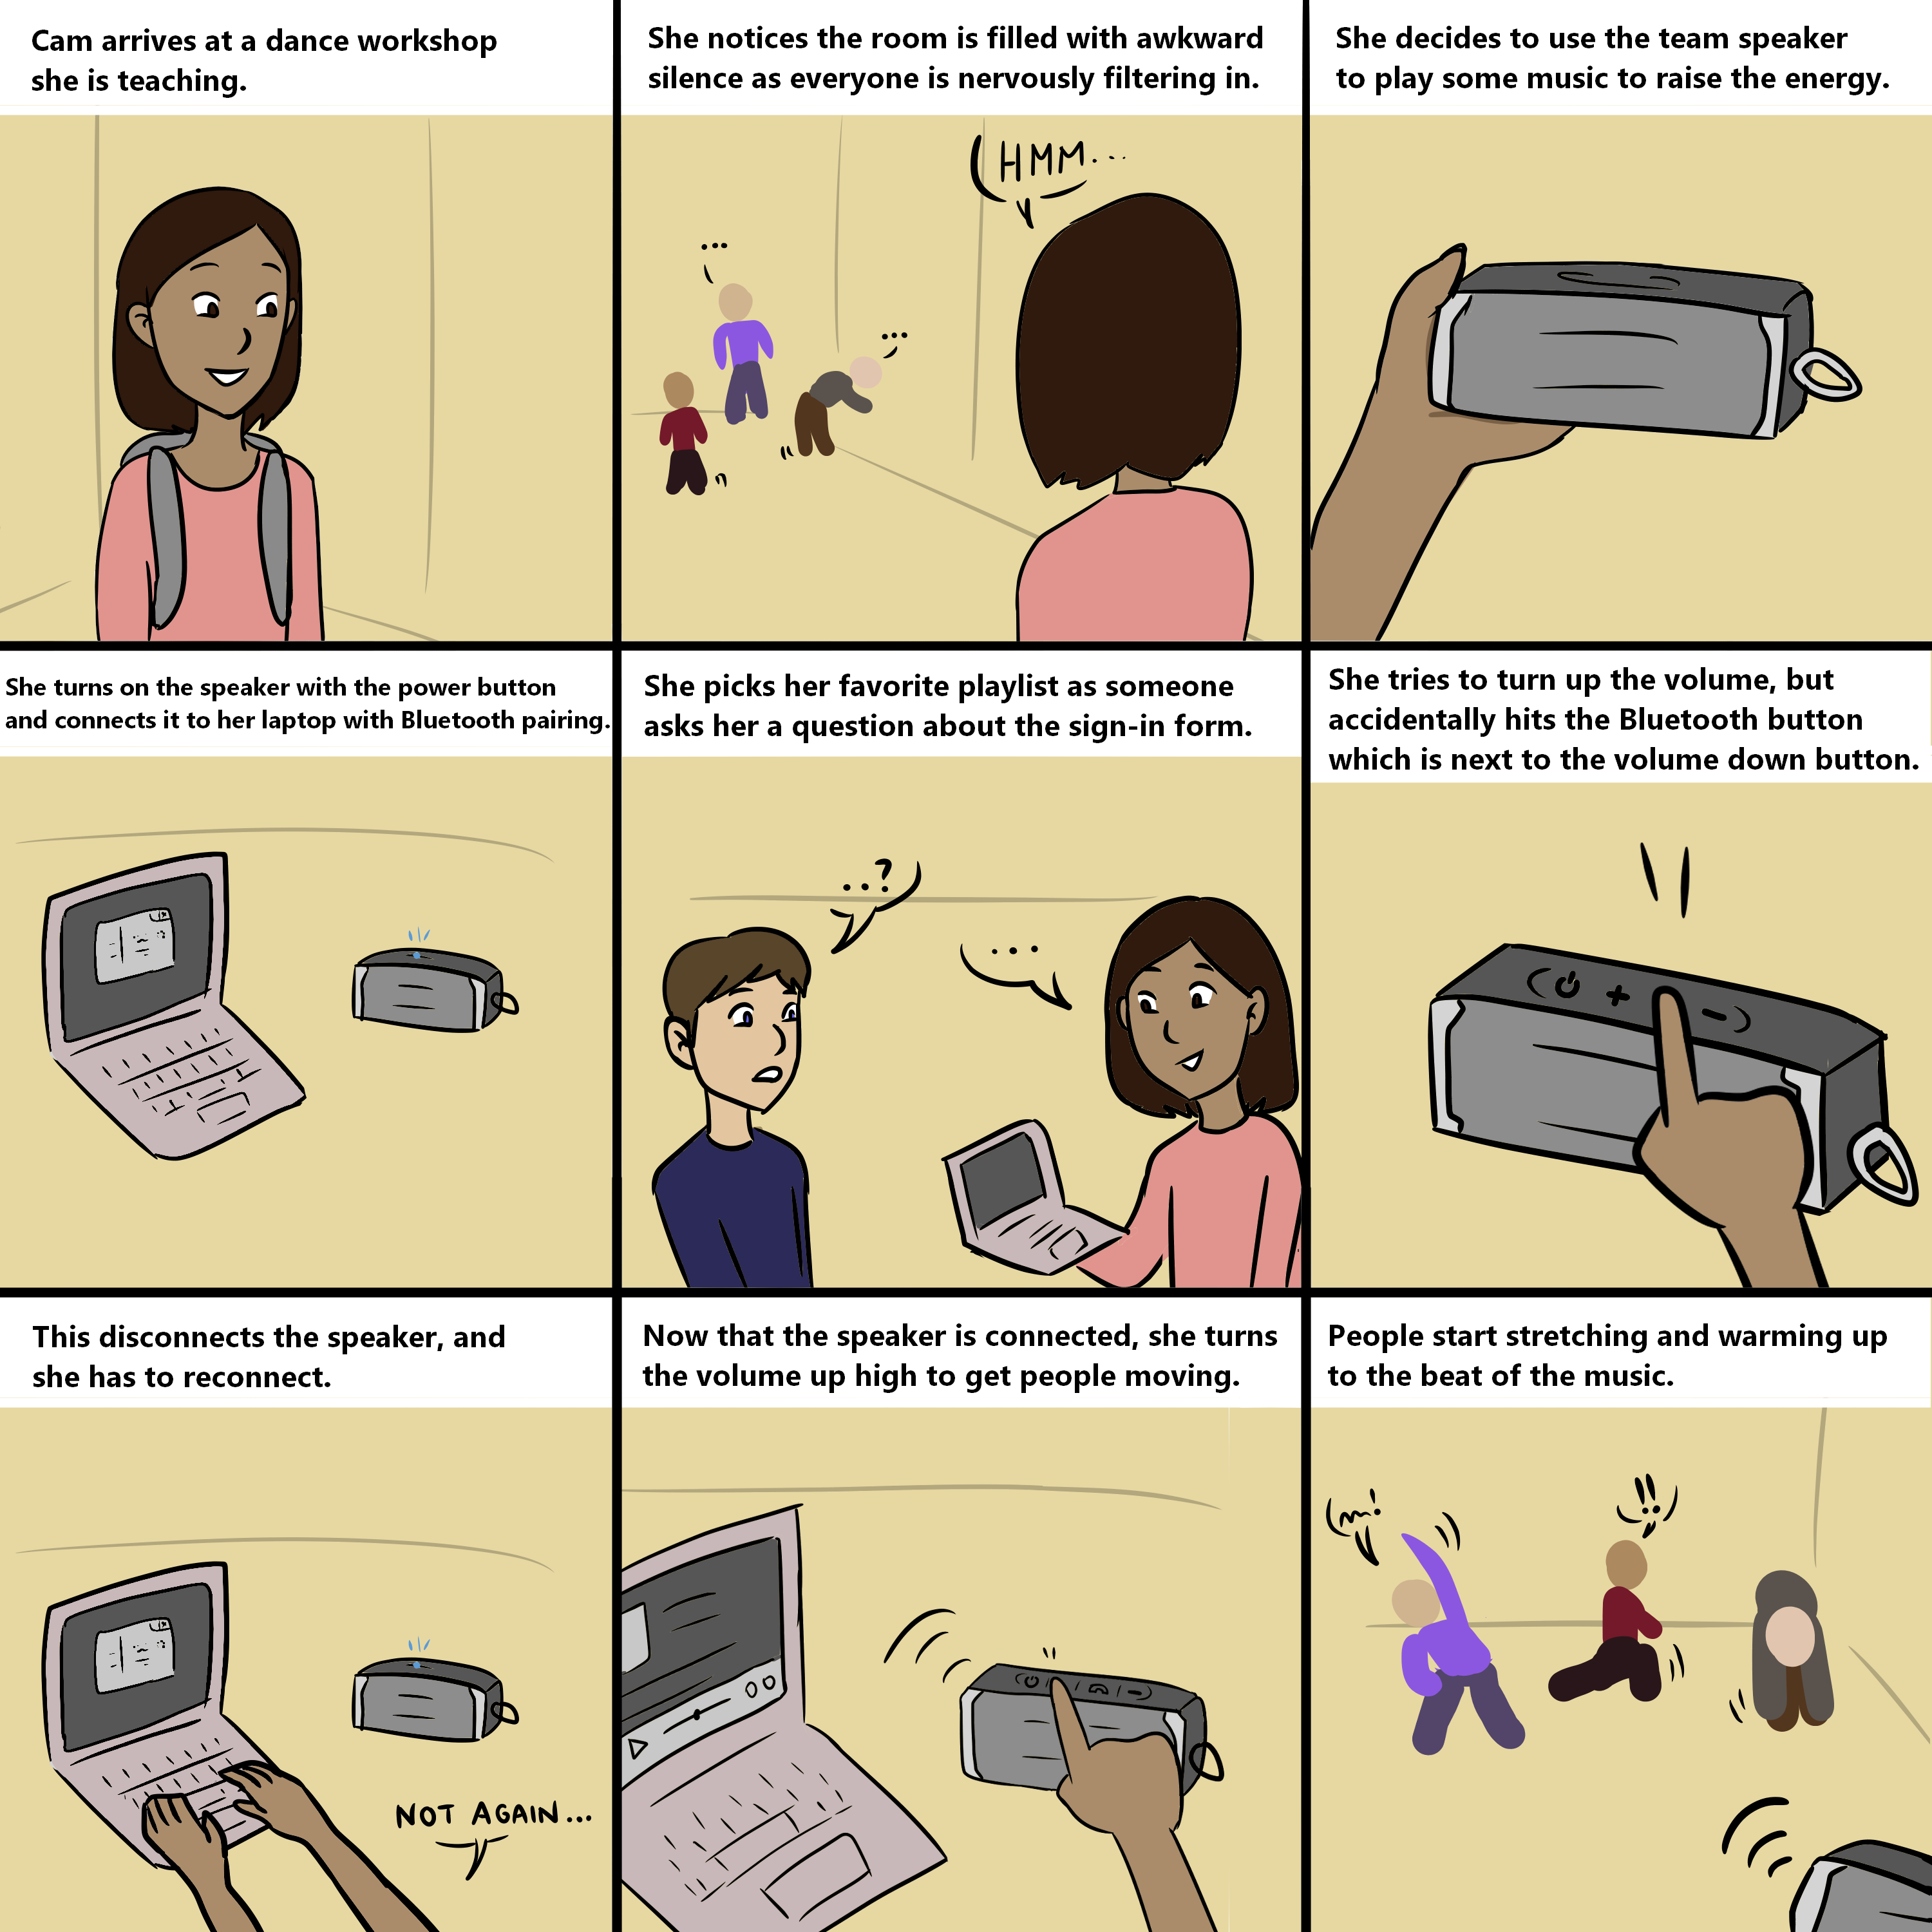 Cam arrives at a dance workshop
she is teaching.
She notices the room is filled with awkward
silence as everyone is nervously filtering in.
HMM...
...
...
She decides to use the team speaker
to play some music to raise the energy.
She turns on the speaker with the power button
and connects it to her laptop with Bluetooth pairing.
She picks her favorite playlist as someone
asks her a question about the sign-in form.
..?
...
She tries to turn up the volume, but
accidentally hits the Bluetooth button
which is next to the volume down button.
+ -
This disconnects the speaker, and
she has to reconnect.
NOT AGAIN...
Now that the speaker is connected, she turns
the volume up high to get people moving.
People start stretching and warming up
to the beat of the music.
m!
!!